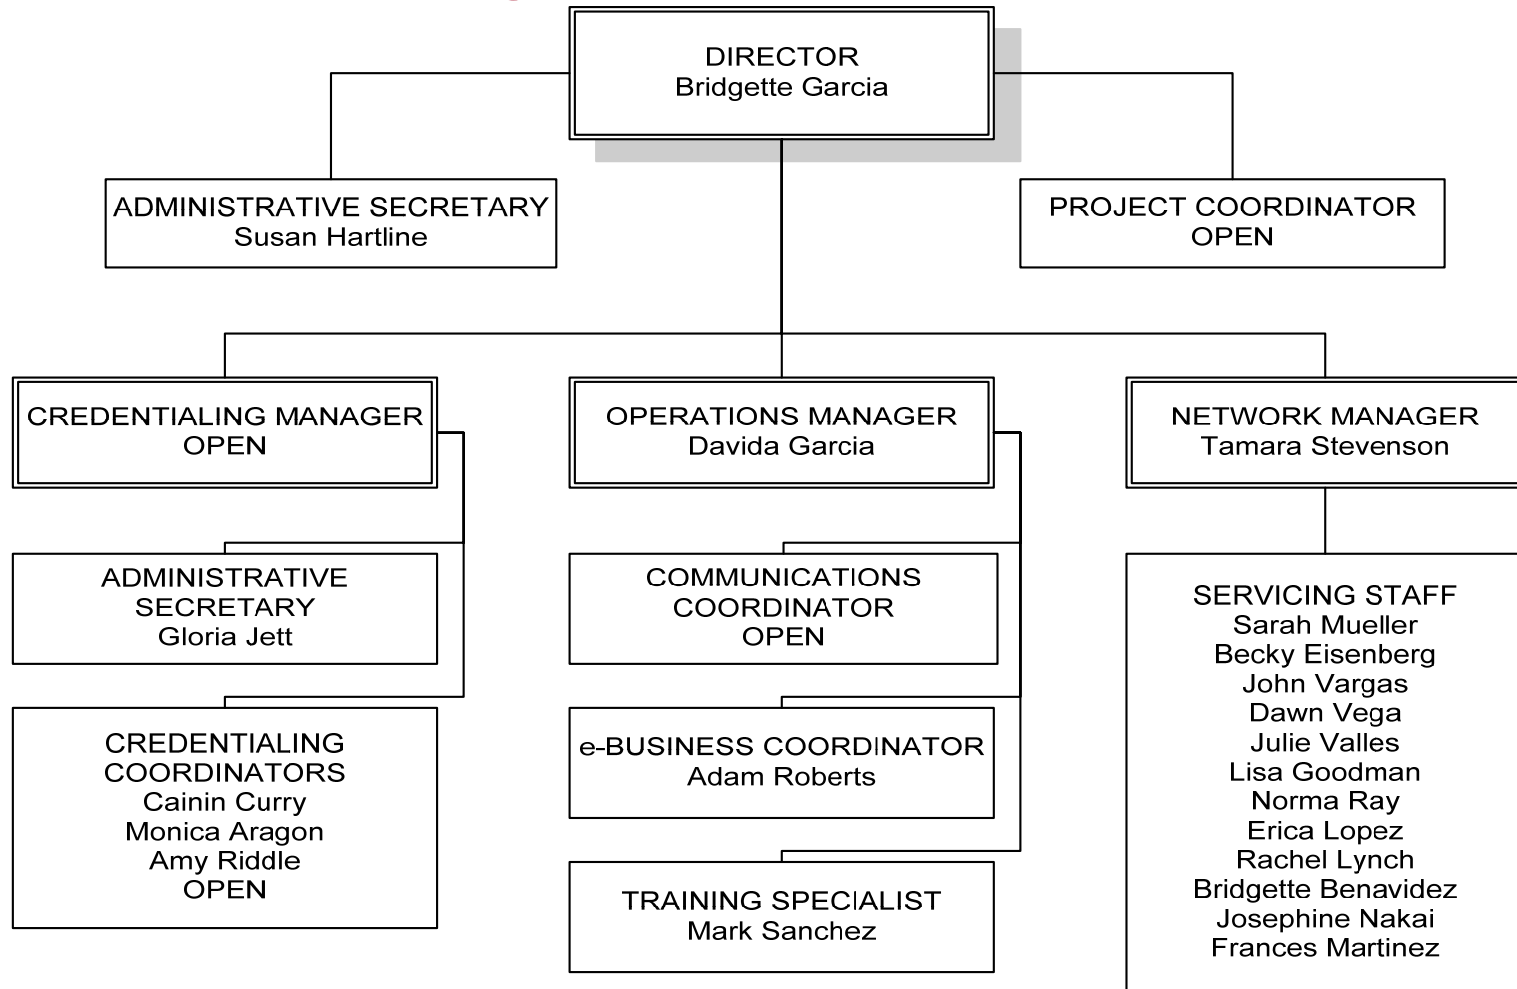 DIRECTOR
Bridgette Garcia
ADMINISTRATIVE SECRETARY
Susan Hartline
PROJECT COORDINATOR
OPEN
CREDENTIALING MANAGER
OPEN
OPERATIONS MANAGER
Davida Garcia
NETWORK MANAGER
Tamara Stevenson
ADMINISTRATIVE
SECRETARY
Gloria Jett
COMMUNICATIONS
COORDINATOR
OPEN
SERVICING STAFF
Sarah Mueller
Becky Eisenberg
John Vargas
Dawn Vega
Julie Valles
Lisa Goodman
Norma Ray
Erica Lopez
Rachel Lynch
Bridgette Benavidez
Josephine Nakai
Frances Martinez
CREDENTIALING
COORDINATORS
Cainin Curry
Monica Aragon
Amy Riddle
OPEN
e-BUSINESS COORDINATOR
Adam Roberts
TRAINING SPECIALIST
Mark Sanchez